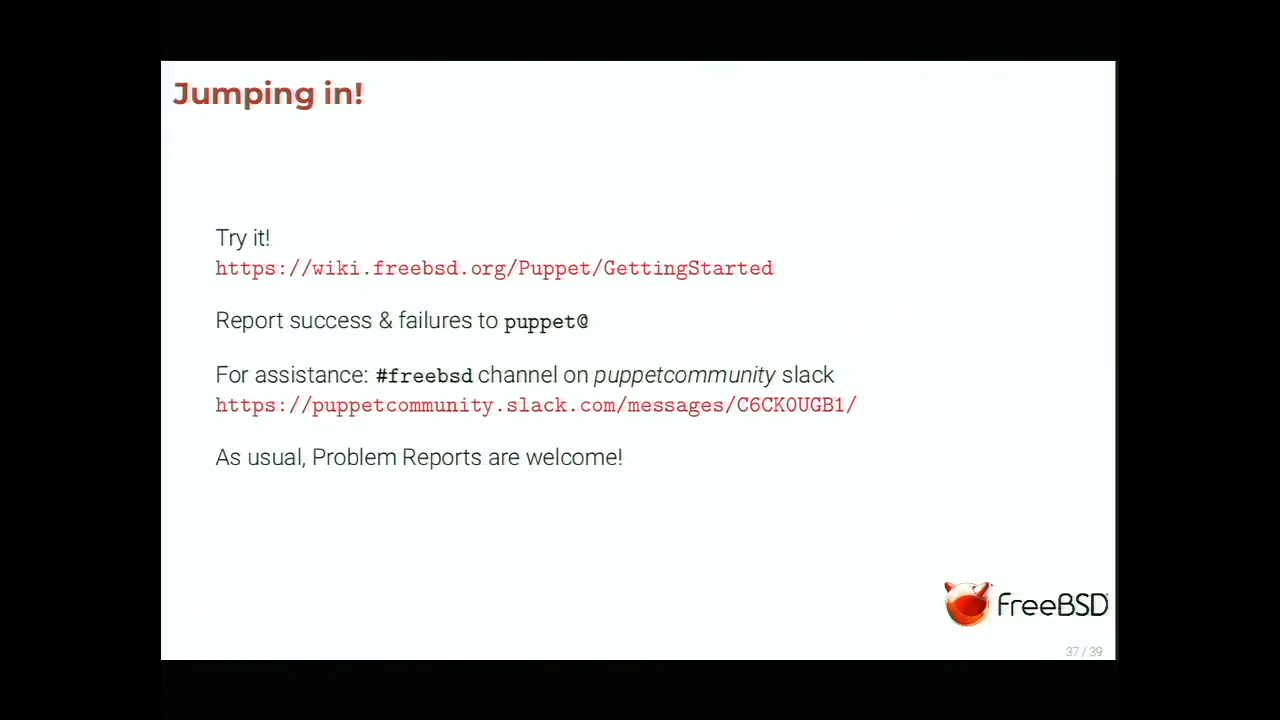 Jumping in!
Try it!
https://wiki.freebsd.org/Puppet/GettingStarted
Report success & failures to puppet@
For assistance: #freebsd channel on puppetcommunity slack
https://puppetcommunity.slack.com/messages/C6CK0UGB1/
As usual, Problem Reports are welcome!
FreeBSD
37 / 39